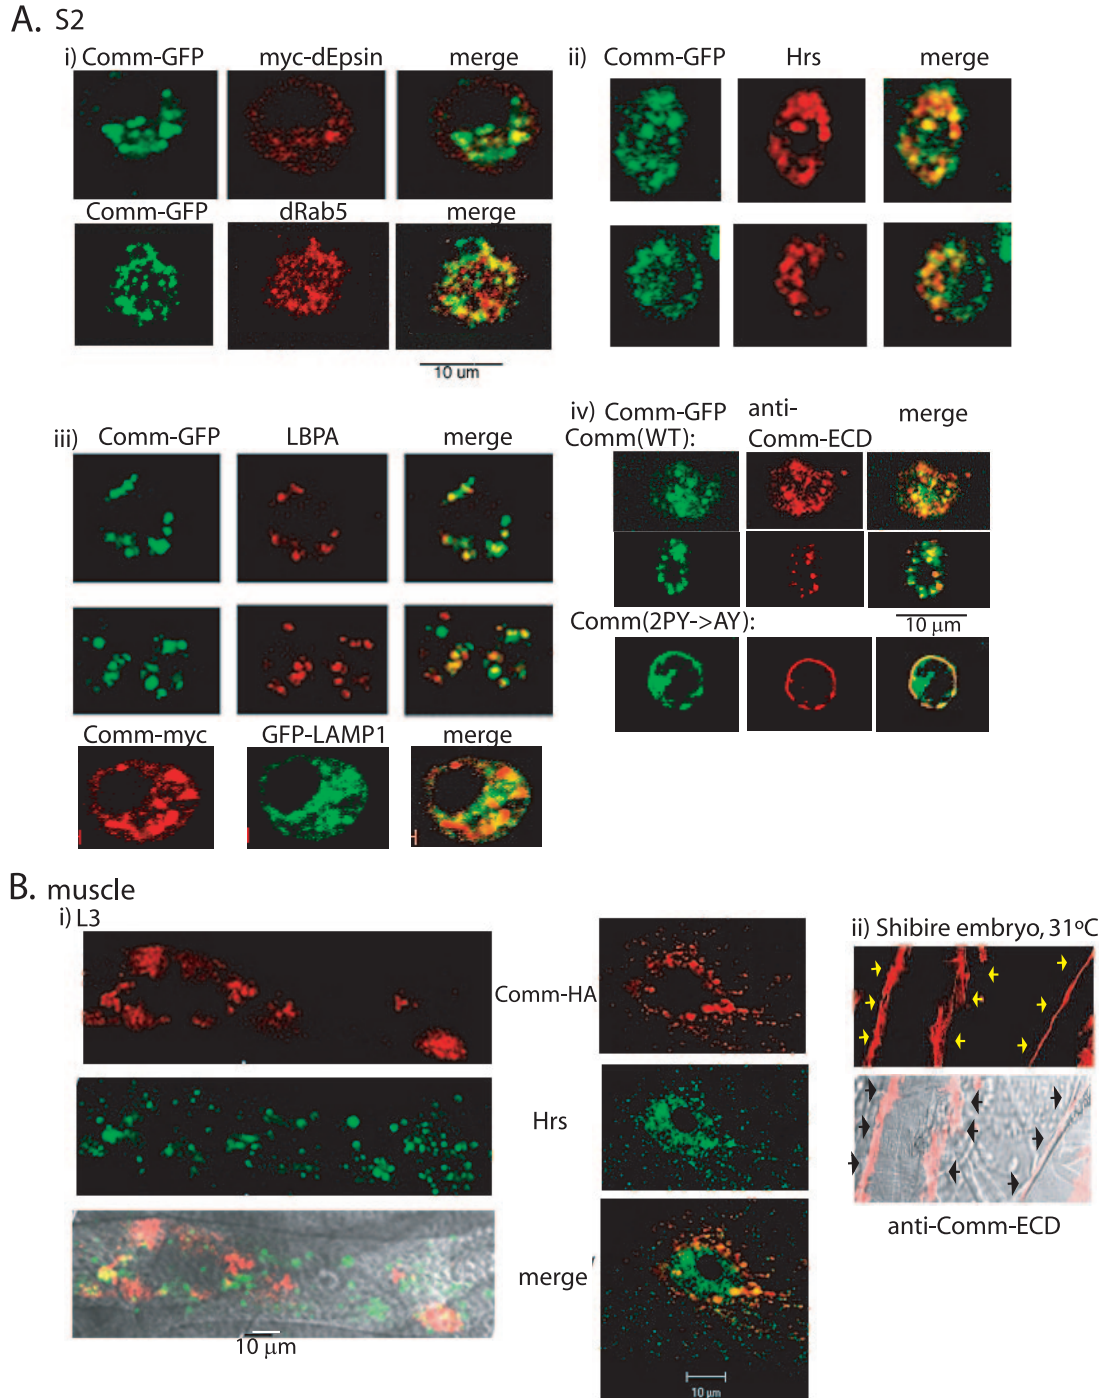 A. S2
i) Comm-GFP myc-dEpsin merge
Comm-GFP dRab5 merge
10 um
ii) Comm-GFP Hrs merge
iii) Comm-GFP LBPA merge
Comm-myc GFP-LAMP1 merge
iv) Comm-GFP anti- merge
Comm(WT): Comm-ECD
10 µm
Comm(2PY->AY):
B. muscle
i) L3
Comm-HA
Hrs
merge
10 µm
10 µm
ii) Shibire embryo, 31ºC
anti-Comm-ECD